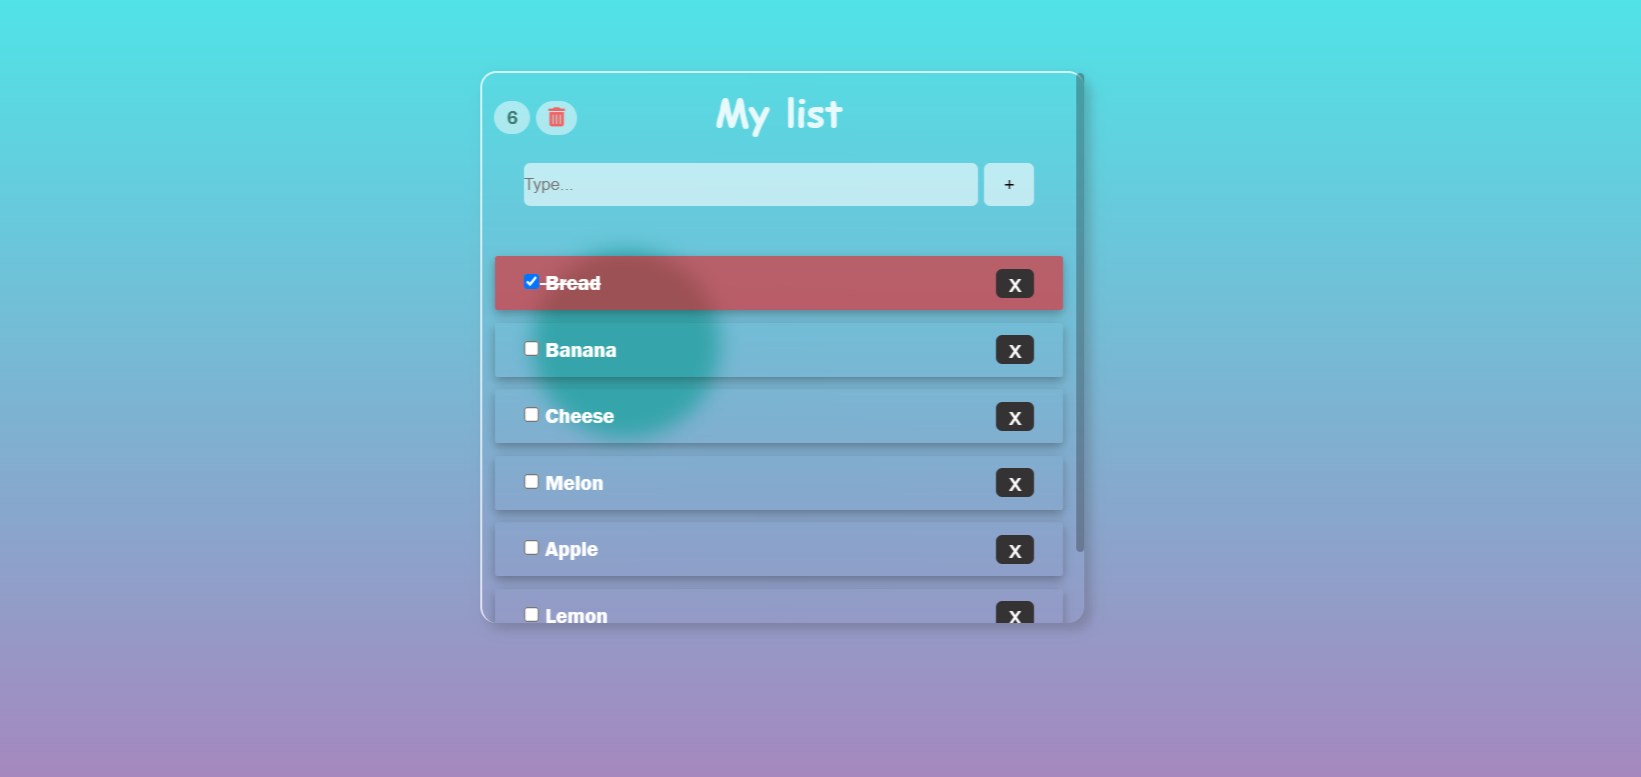 6
My list
Type...
+
Bread
X
Banana
X
Cheese
X
Melon
X
Apple
X
Lemon
X